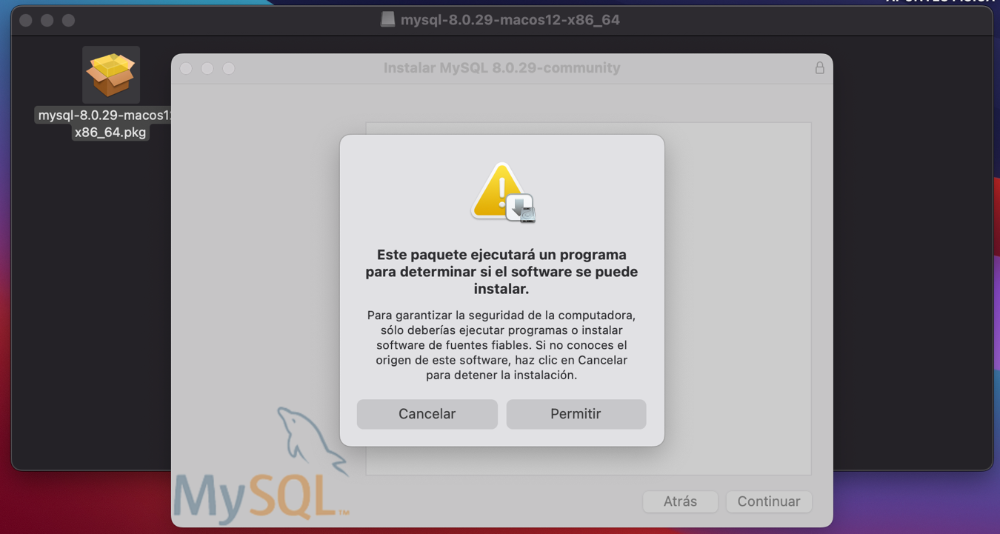 mysql-8.0.29-macos12-x86_64
mysql-8.0.29-macos12
x86_64.pkg
Instalar MySQL 8.0.29-community
Este paquete ejecutará un programa
para determinar si el software se puede
instalar.
Para garantizar la seguridad de la computadora,
sólo deberías ejecutar programas o instalar
software de fuentes fiables. Si no conoces el
origen de este software, haz clic en Cancelar
para detener la instalación.
Cancelar
Permitir
MySQL™
Atrás
Continuar